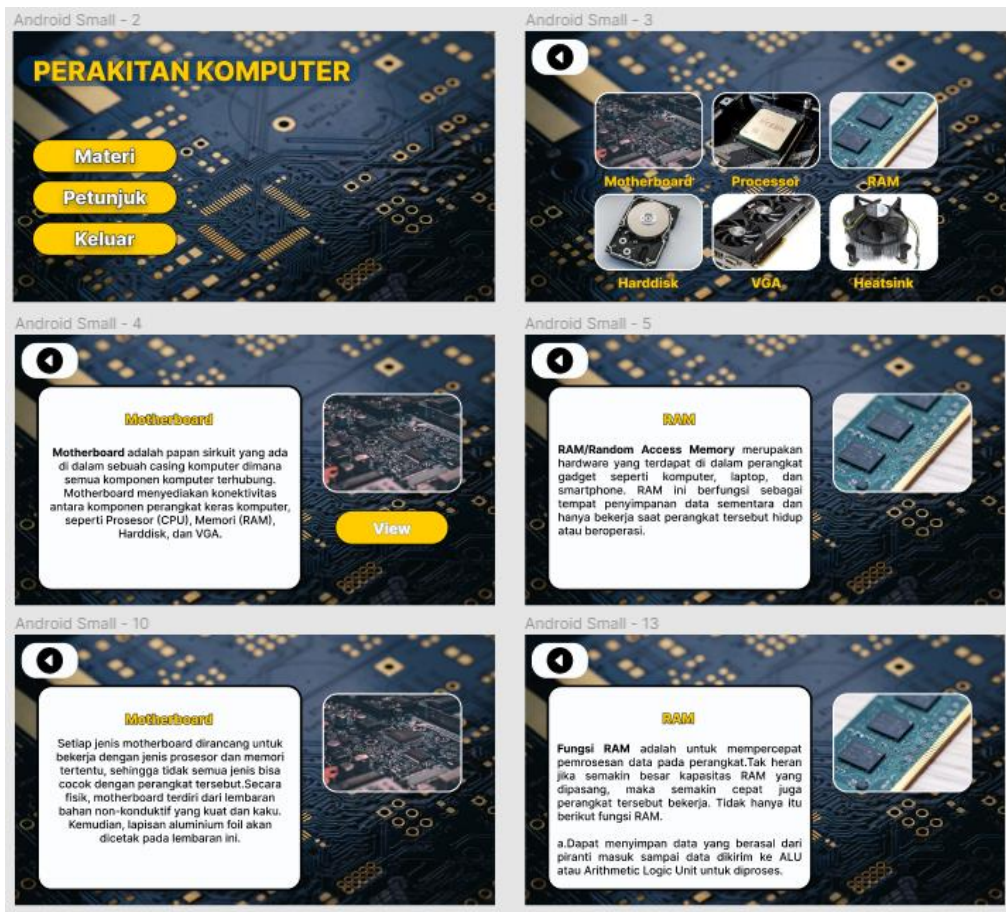 Android Small - 2
PERAKITAN KOMPUTER
Materi
Petunjuk
Keluar
Android Small - 3
Motherboard
Processor
RAM
Harddisk
VGA
Heatsink
Android Small - 4
Motherboard
Motherboard adalah papan sirkuit yang ada
di dalam sebuah casing komputer dimana
semua komponen komputer terhubung.
Motherboard menyediakan konektivitas
antara komponen perangkat keras komputer,
seperti Prosesor (CPU), Memori (RAM),
Harddisk, dan VGA.
View
Android Small - 5
RAM
RAM/Random Access Memory merupakan
hardware yang terdapat di dalam perangkat
gadget seperti komputer, laptop, dan
smartphone. RAM ini berfungsi sebagai
tempat penyimpanan data sementara dan
hanya bekerja saat perangkat tersebut hidup
atau beroperasi.
Android Small - 10
Motherboard
Setiap jenis motherboard dirancang untuk
bekerja dengan jenis prosesor dan memori
tertentu, sehingga tidak semua jenis bisa
cocok dengan perangkat tersebut.Secara
fisik, motherboard terdiri dari lembaran
bahan non-konduktif yang kuat dan kaku.
Kemudian, lapisan aluminium foil akan
dicetak pada lembaran ini.
Android Small - 13
RAM
Fungsi RAM adalah untuk mempercepat
pemrosesan data pada perangkat.Tak heran
jika semakin besar kapasitas RAM yang
dipasang, maka semakin cepat juga
perangkat tersebut bekerja. Tidak hanya itu
berikut fungsi RAM.
a.Dapat menyimpan data yang berasal dari
piranti masuk sampai data dikirim ke ALU
atau Arithmetic Logic Unit untuk diproses.